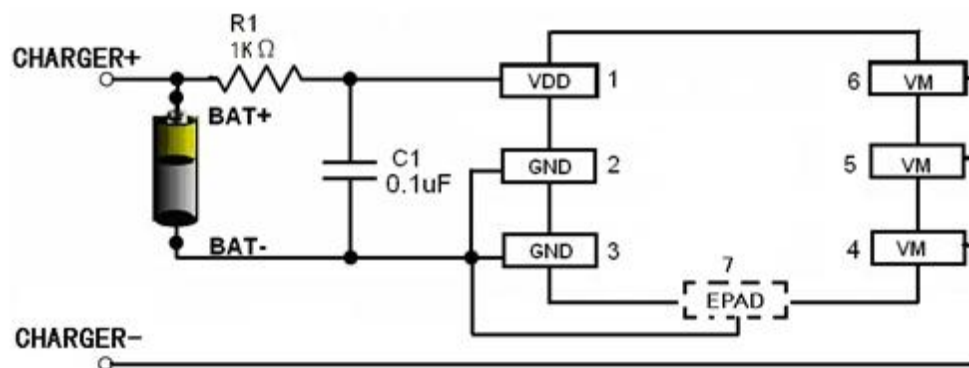 R1
1K Ω
CHARGER+
BAT+
C1
0.1uF
BAT-
VDD 1
GND 2
GND 3
7
EPAD
6 VM
5 VM
4 VM
CHARGER-